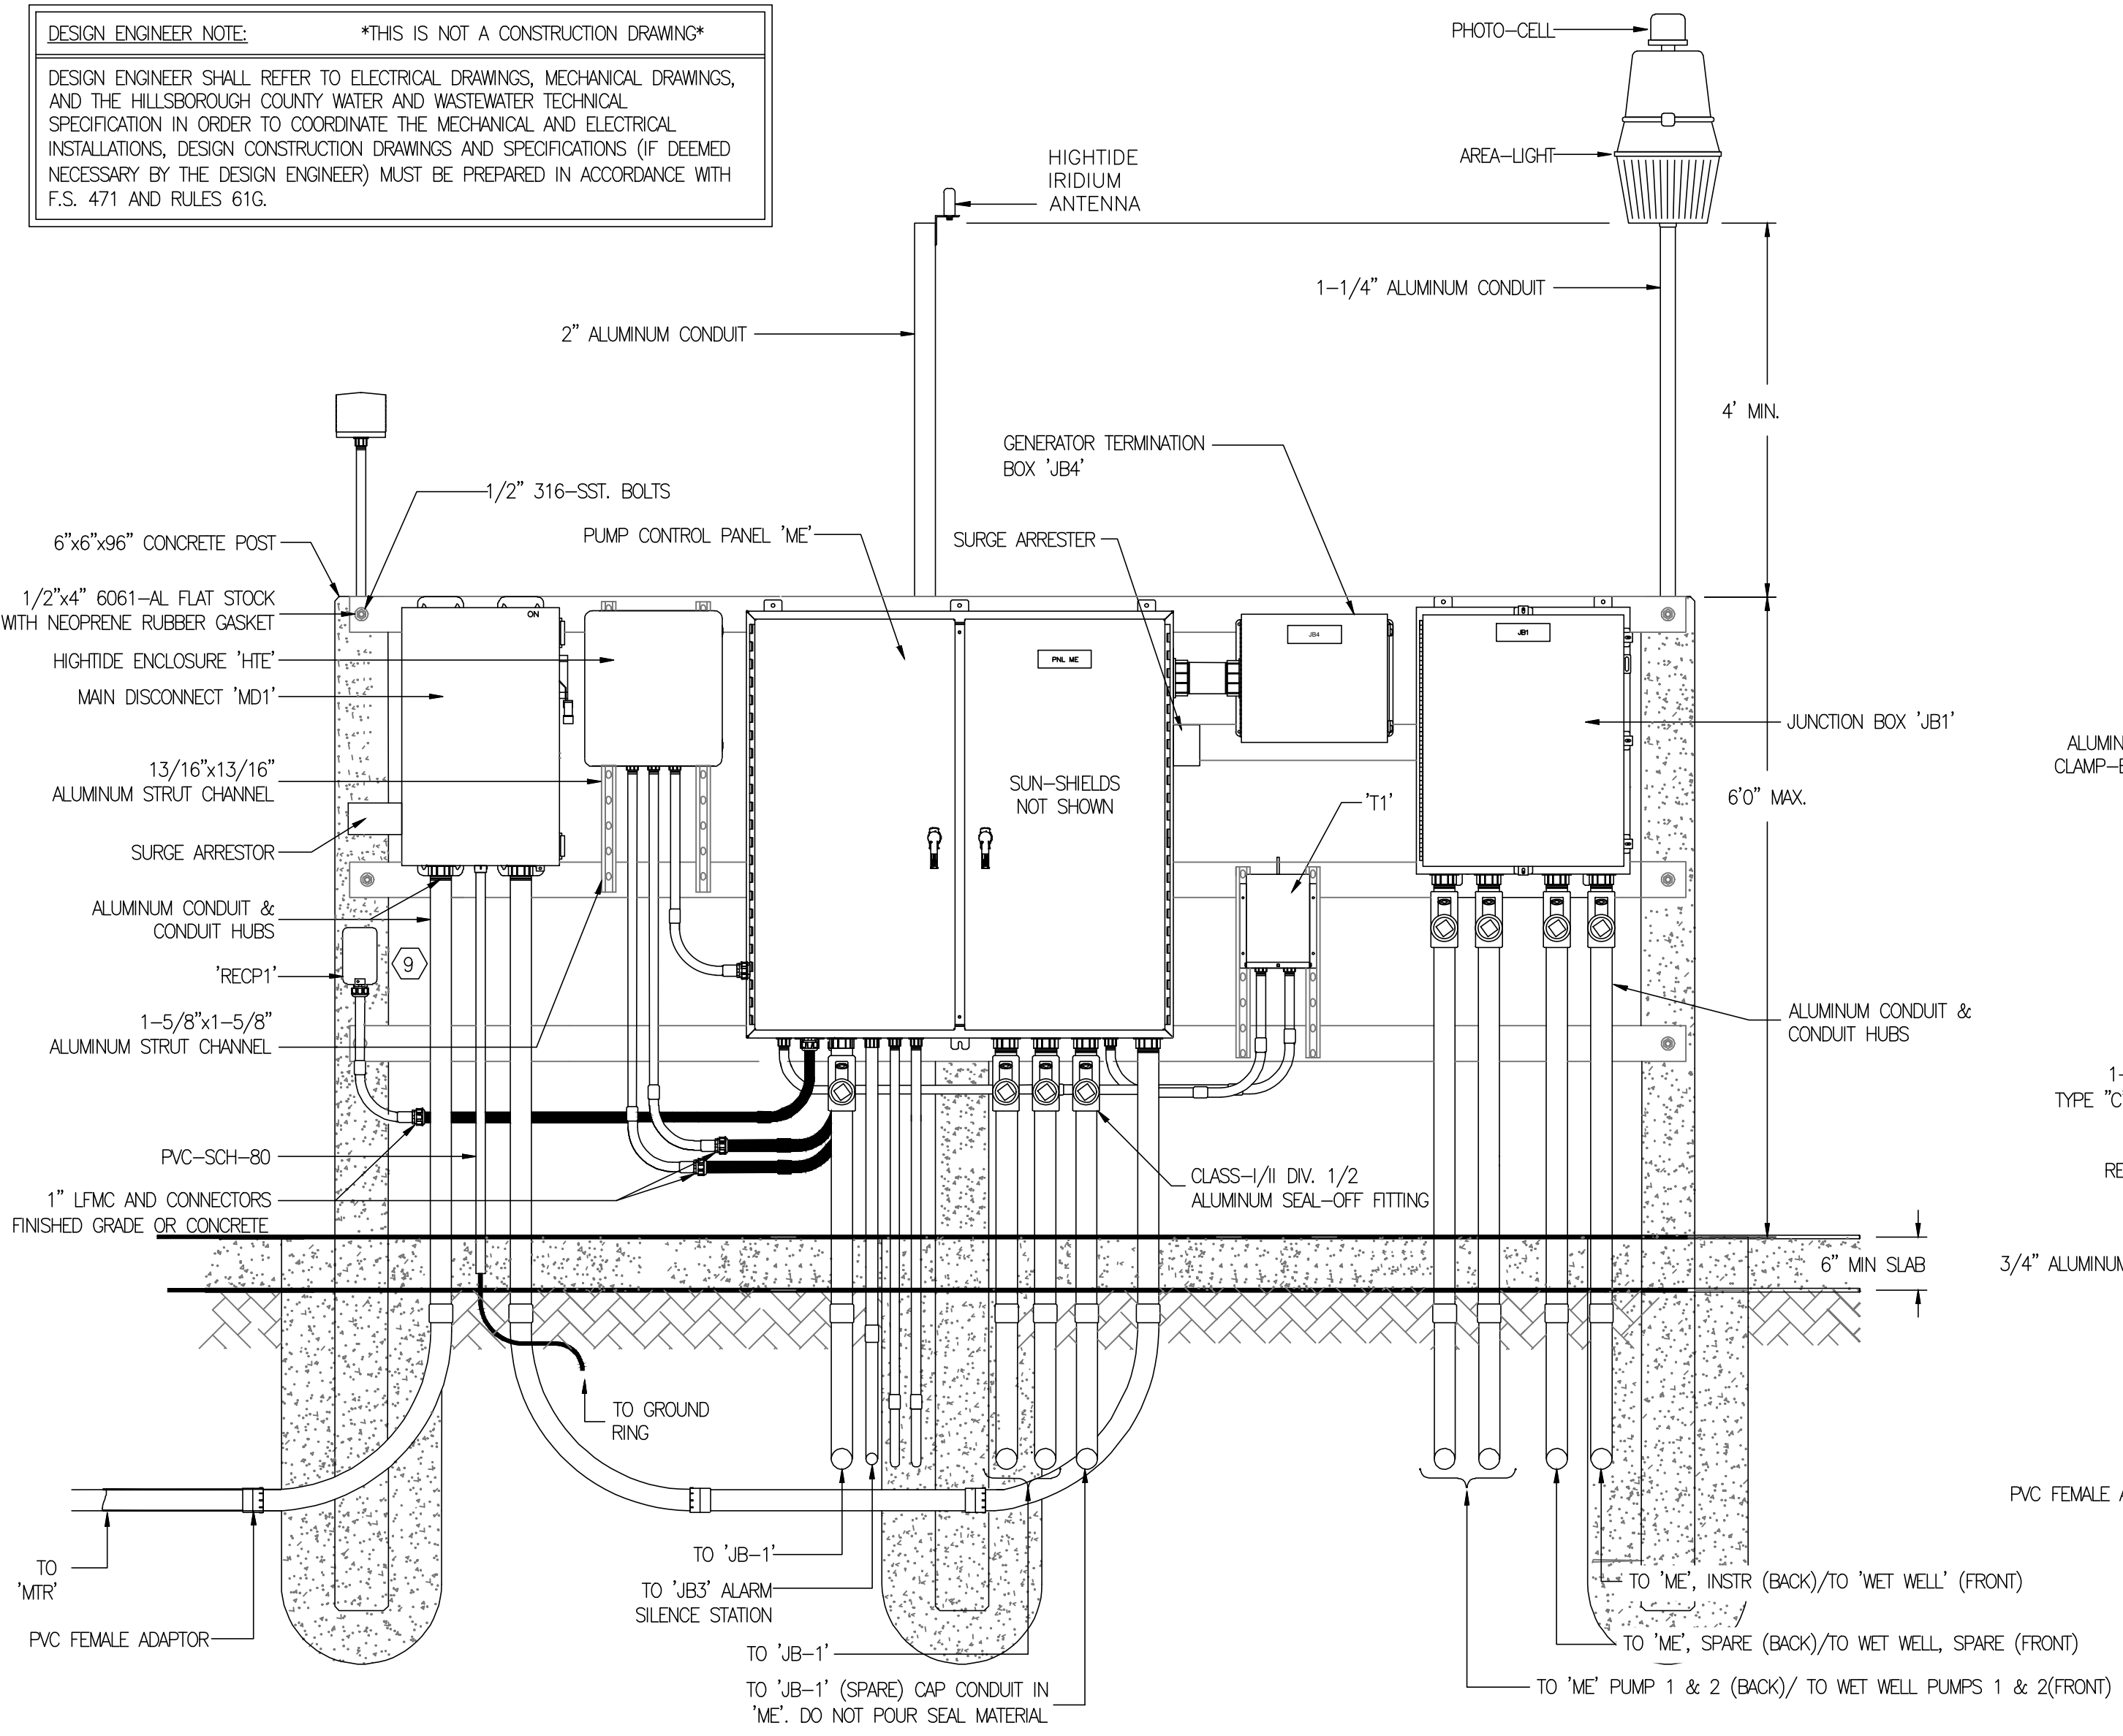 DESIGN ENGINEER NOTE: *THIS IS NOT A CONSTRUCTION DRAWING*
DESIGN ENGINEER SHALL REFER TO ELECTRICAL DRAWINGS, MECHANICAL DRAWINGS,
AND THE HILLSBOROUGH COUNTY WATER AND WASTEWATER TECHNICAL
SPECIFICATION IN ORDER TO COORDINATE THE MECHANICAL AND ELECTRICAL
INSTALLATIONS, DESIGN CONSTRUCTION DRAWINGS AND SPECIFICATIONS (IF DEEMED
NECESSARY BY THE DESIGN ENGINEER) MUST BE PREPARED IN ACCORDANCE WITH
F.S. 471 AND RULES 61G.
PHOTO-CELL
AREA-LIGHT
HIGHTIDE
IRIDIUM
ANTENNA
1-1/4" ALUMINUM CONDUIT
2" ALUMINUM CONDUIT
4' MIN.
GENERATOR TERMINATION
BOX 'JB4'
1/2" 316-SST. BOLTS
PUMP CONTROL PANEL 'ME'
SURGE ARRESTER
6"x6"x96" CONCRETE POST
1/2"x4" 6061-AL FLAT STOCK
WITH NEOPRENE RUBBER GASKET
HIGHTIDE ENCLOSURE 'HTE'
MAIN DISCONNECT 'MD1'
13/16"x13/16"
ALUMINUM STRUT CHANNEL
SURGE ARRESTOR
ALUMINUM CONDUIT &
CONDUIT HUBS
'RECP1'
9
1-5/8"x1-5/8"
ALUMINUM STRUT CHANNEL
PVC-SCH-80
1" LFMC AND CONNECTORS
FINISHED GRADE OR CONCRETE
ON
PNL ME
JB4
JB1
SUN-SHIELDS
NOT SHOWN
'T1'
JUNCTION BOX 'JB1'
6'0" MAX.
ALUMINUM CONDUIT &
CONDUIT HUBS
CLASS-I/II DIV. 1/2
ALUMINUM SEAL-OFF FITTING
6" MIN SLAB
TO GROUND
RING
TO
'MTR'
PVC FEMALE ADAPTOR
TO 'JB-1'
TO 'JB3' ALARM
SILENCE STATION
TO 'JB-1'
TO 'JB-1' (SPARE) CAP CONDUIT IN
'ME'. DO NOT POUR SEAL MATERIAL
TO 'ME', INSTR (BACK)/TO 'WET WELL' (FRONT)
TO 'ME', SPARE (BACK)/TO WET WELL, SPARE (FRONT)
TO 'ME' PUMP 1 & 2 (BACK)/ TO WET WELL PUMPS 1 & 2(FRONT)
CLAMP-
1-
TYPE "C
3/4" ALUMINUM
PVC FEMALE